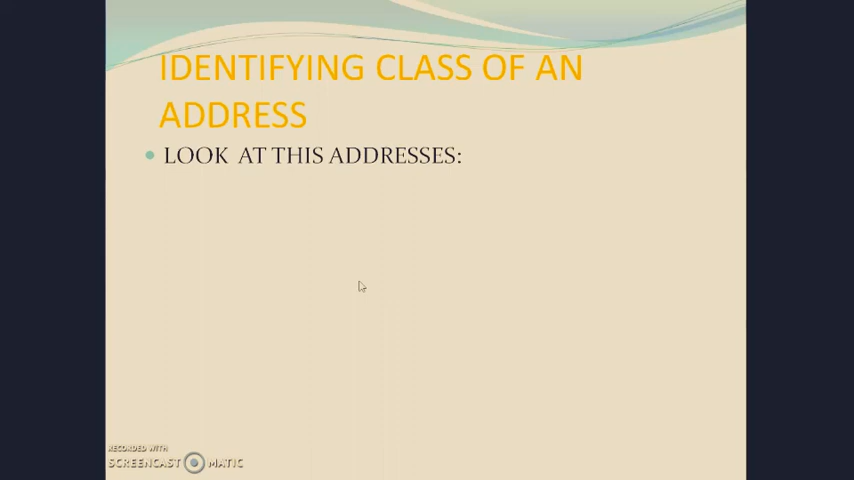 IDENTIFYING CLASS OF AN
ADDRESS
LOOK AT THIS ADDRESSES:
RECORDED WITH
SCREENCAST MATIC